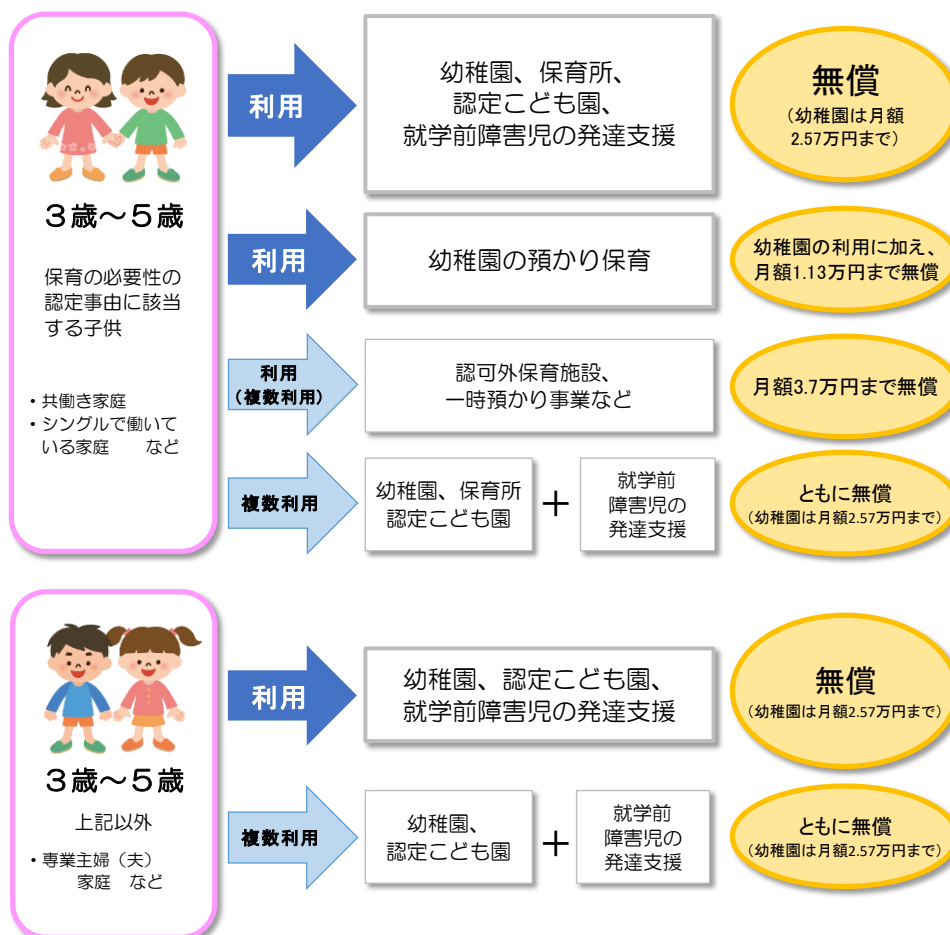 3歳～5歳
保育の必要性の
認定事由に該当
する子供
・共働き家庭
・シングルで働いて
いる家庭　など
利用
幼稚園、保育所、
認定こども園、
就学前障害児の発達支援
無償
（幼稚園は月額
2.57万円まで）
利用
幼稚園の預かり保育
幼稚園の利用に加え、
月額1.13万円まで無償
利用
（複数利用）
認可外保育施設、
一時預かり事業など
月額3.7万円まで無償
複数利用
幼稚園、保育所
認定こども園
＋
就学前
障害児の
発達支援
ともに無償
（幼稚園は月額2.57万円まで）
3歳～5歳
上記以外
・専業主婦（夫）
家庭　など
利用
幼稚園、認定こども園、
就学前障害児の発達支援
無償
（幼稚園は月額2.57万円まで）
複数利用
幼稚園、
認定こども園
＋
就学前
障害児の
発達支援
ともに無償
（幼稚園は月額2.57万円まで）